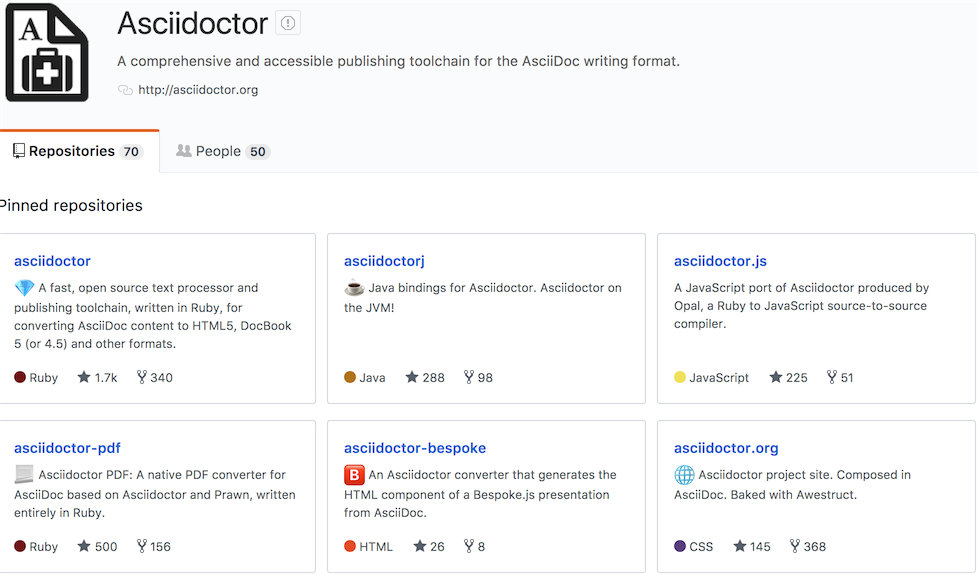 A
Asciidoctor
A comprehensive and accessible publishing toolchain for the AsciiDoc writing format.
http://asciidoctor.org
Repositories 70 People 50
Pinned repositories
asciidoctor
A fast, open source text processor and
publishing toolchain, written in Ruby, for
converting AsciiDoc content to HTML5, DocBook
5 (or 4.5) and other formats.
Ruby 1.7k 340
asciidoctorj
Java bindings for Asciidoctor. Asciidoctor on
the JVM!
Java 288 98
asciidoctor.js
A JavaScript port of Asciidoctor produced by
Opal, a Ruby to JavaScript source-to-source
compiler.
JavaScript 225 51
asciidoctor-pdf
Asciidoctor PDF: A native PDF converter for
AsciiDoc based on Asciidoctor and Prawn, written
entirely in Ruby.
Ruby 500 156
asciidoctor-bespoke
B An Asciidoctor converter that generates the
HTML component of a Bespoke.js presentation
from AsciiDoc.
HTML 26 8
asciidoctor.org
Asciidoctor project site. Composed in
AsciiDoc. Baked with Awestruct.
CSS 145 368